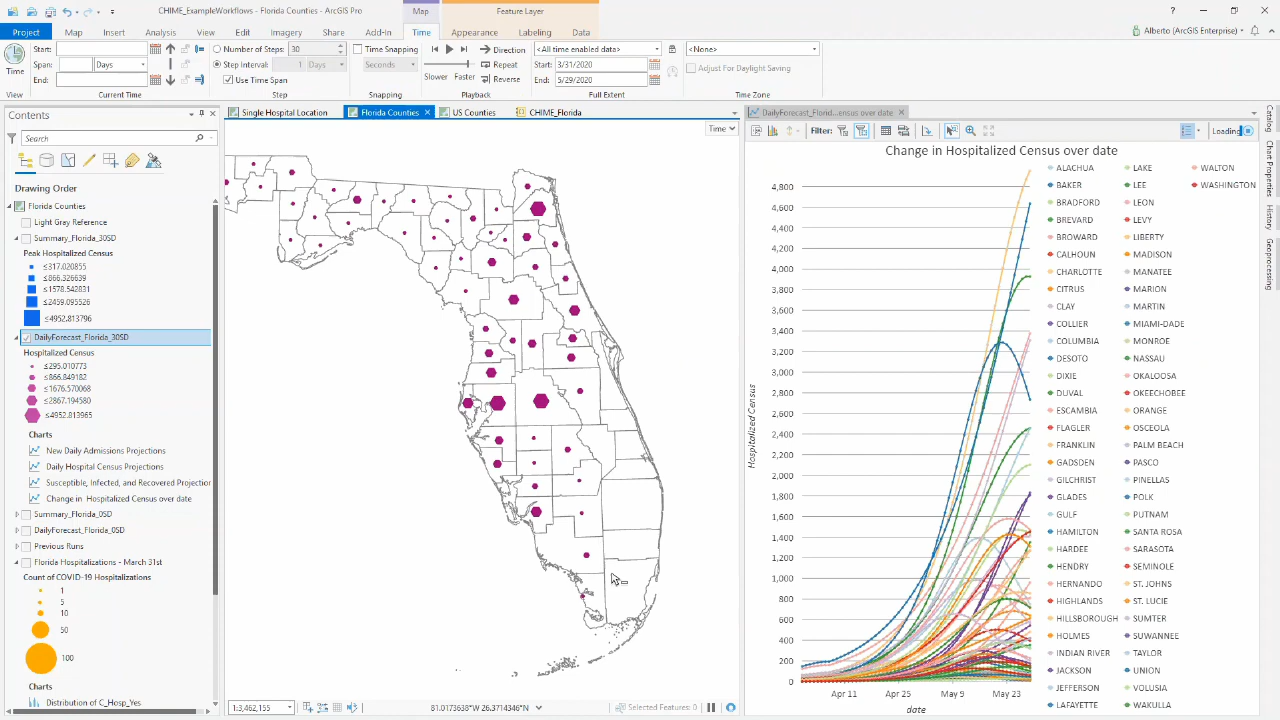 CHIME_ExampleWorkflows - Florida Counties - ArcGIS Pro
Map
Feature Layer
?
Project
Map
Insert
Analysis
View
Edit
Imagery
Share
Add-In
Time
Appearance
Labeling
Data
Alberto (ArcGIS Enterprise)
Time
View
Start:
Span:
Days
End:
Current Time
Number of Steps:
30
Step Interval:
1
Days
Use Time Span
Step
Time Snapping
Seconds
Snapping
Slower
Faster
Direction
Repeat
Reverse
Playback
<All time enabled data>
Start: 3/31/2020
End: 5/29/2020
Full Extent
<None>
Adjust For Daylight Saving
Time Zone
Contents
Search
Drawing Order
Florida Counties
Light Gray Reference
Summary_Florida_30SD
Peak Hospitalized Census
≤317.020855
≤866.326639
≤1578.542831
≤2459.095526
≤4952.813796
DailyForecast_Florida_30SD
Hospitalized Census
≤295.010773
≤866.849182
≤1676.570068
≤2867.194580
≤4952.813965
Charts
New Daily Admissions Projections
Daily Hospital Census Projections
Susceptible, Infected, and Recovered Projection
Change in Hospitalized Census over date
Summary_Florida_0SD
DailyForecast_Florida_0SD
Previous Runs
Florida Hospitalizations - March 31st
Count of COVID-19 Hospitalizations
1
5
10
50
100
Charts
Distribution of C_Hosp_Yes
Single Hospital Location
Florida Counties
US Counties
CHIME_Florida
Time
1:3,462,155
81.0173638°W 26.3714346°N
Selected Features: 0
DailyForecast_Florid...ensus over date
Filter:
Loading
Change in Hospitalized Census over date
Hospitalized Census
4,800
4,600
4,400
4,200
4,000
3,800
3,600
3,400
3,200
3,000
2,800
2,600
2,400
2,200
2,000
1,800
1,600
1,400
1,200
1,000
800
600
400
200
0
Apr 11
Apr 25
May 9
May 23
date
ALACHUA
BAKER
BRADFORD
BREVARD
BROWARD
CALHOUN
CHARLOTTE
CITRUS
CLAY
COLLIER
COLUMBIA
DESOTO
DIXIE
DUVAL
ESCAMBIA
FLAGLER
FRANKLIN
GADSDEN
GILCHRIST
GLADES
GULF
HAMILTON
HARDEE
HENDRY
HERNANDO
HIGHLANDS
HILLSBOROUGH
HOLMES
INDIAN RIVER
JACKSON
JEFFERSON
LAFAYETTE
LAKE
LEE
LEON
LEVY
LIBERTY
MADISON
MANATEE
MARION
MARTIN
MIAMI-DADE
MONROE
NASSAU
OKALOOSA
OKEECHOBEE
ORANGE
OSCEOLA
PALM BEACH
PASCO
PINELLAS
POLK
PUTNAM
SANTA ROSA
SARASOTA
SEMINOLE
ST. JOHNS
ST. LUCIE
SUMTER
SUWANNEE
TAYLOR
UNION
VOLUSIA
WAKULLA
WALTON
WASHINGTON
Catalog
Chart Properties
History
Geoprocessing